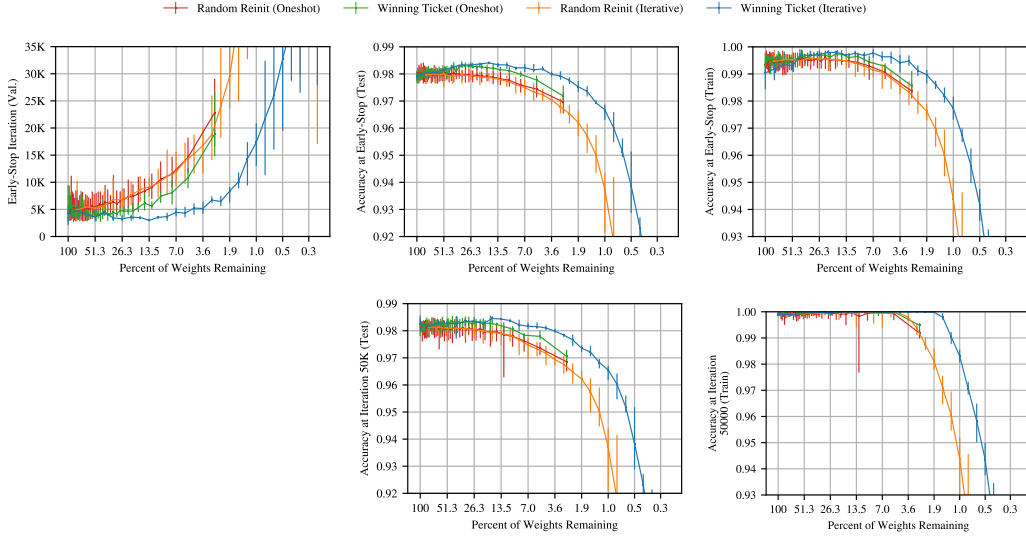 Random Reinit (Oneshot) Winning Ticket (Oneshot) Random Reinit (Iterative) Winning Ticket (Iterative)
Early-Stop Iteration (Val.)
35K
30K
25K
20K
15K
10K
5K
0
100 51.3 26.3 13.5 7.0 3.6 1.9 1.0 0.5 0.3
Percent of Weights Remaining
Accuracy at Early-Stop (Test)
0.99
0.98
0.97
0.96
0.95
0.94
0.93
0.92
100 51.3 26.3 13.5 7.0 3.6 1.9 1.0 0.5 0.3
Percent of Weights Remaining
Accuracy at Early-Stop (Train)
1.00
0.99
0.98
0.97
0.96
0.95
0.94
0.93
100 51.3 26.3 13.5 7.0 3.6 1.9 1.0 0.5 0.3
Percent of Weights Remaining
Accuracy at Iteration 50K (Test)
0.99
0.98
0.97
0.96
0.95
0.94
0.93
0.92
100 51.3 26.3 13.5 7.0 3.6 1.9 1.0 0.5 0.3
Percent of Weights Remaining
Accuracy at Iteration
50000 (Train)
1.00
0.99
0.98
0.97
0.96
0.95
0.94
0.93
100 51.3 26.3 13.5 7.0 3.6 1.9 1.0 0.5 0.3
Percent of Weights Remaining